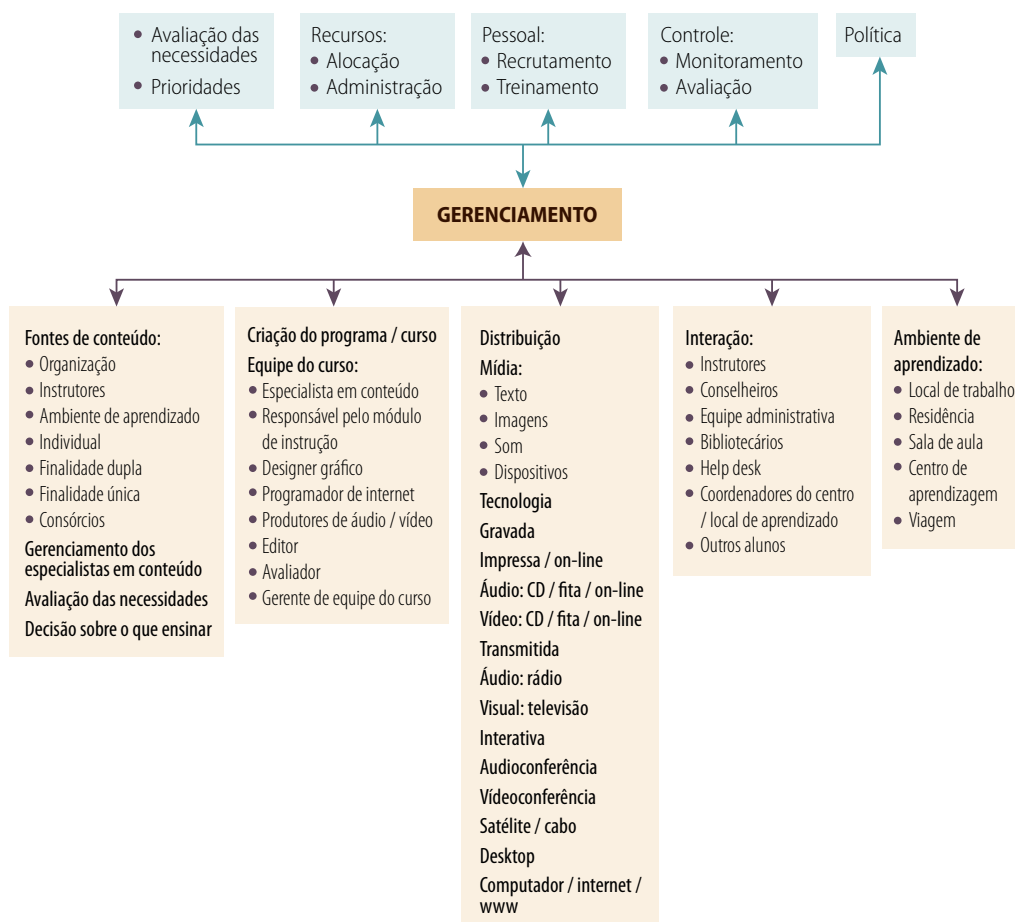 • Avaliação das
necessidades
• Prioridades
Recursos:
• Alocação
• Administração
Pessoal:
• Recrutamento
• Treinamento
Controle:
• Monitoramento
• Avaliação
Política
GERENCIAMENTO
Fontes de conteúdo:
• Organização
• Instrutores
• Ambiente de aprendizado
• Individual
• Finalidade dupla
• Finalidade única
• Consórcios
Gerenciamento dos
especialistas em conteúdo
Avaliação das necessidades
Decisão sobre o que ensinar
Criação do programa / curso
Equipe do curso:
• Especialista em conteúdo
• Responsável pelo módulo
de instrução
• Designer gráfico
• Programador de internet
• Produtores de áudio / vídeo
• Editor
• Avaliador
• Gerente de equipe do curso
Distribuição
Mídia:
• Texto
• Imagens
• Som
• Dispositivos
Tecnologia
Gravada
Impressa / on-line
Áudio: CD / fita / on-line
Vídeo: CD / fita / on-line
Transmitida
Áudio: rádio
Visual: televisão
Interativa
Audioconferência
Vídeoconferência
Satélite / cabo
Desktop
Computador / internet /
www
Interação:
• Instrutores
• Conselheiros
• Equipe administrativa
• Bibliotecários
• Help desk
• Coordenadores do centro
/ local de aprendizado
• Outros alunos
Ambiente de
aprendizado:
• Local de trabalho
• Residência
• Sala de aula
• Centro de
aprendizagem
• Viagem